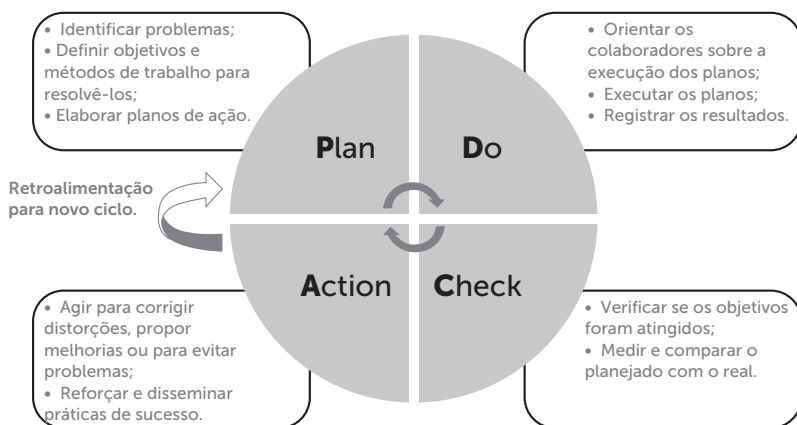 • Identificar problemas;
• Definir objetivos e
métodos de trabalho para
resolvê-los;
• Elaborar planos de ação.
• Orientar os
colaboradores sobre a
execução dos planos;
• Executar os planos;
• Registrar os resultados.
Plan
Do
Retroalimentação
para novo ciclo.
Action
Check
• Agir para corrigir
distorções, propor
melhorias ou para evitar
problemas;
• Reforçar e disseminar
práticas de sucesso.
• Verificar se os objetivos
foram atingidos;
• Medir e comparar o
planejado com o real.